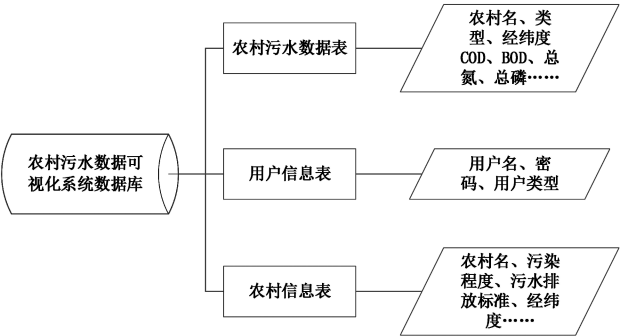 农村污水数据可
视化系统数据库
农村污水数据表
农村名、类
型、经纬度
COD、BOD、总
氮、总磷……
用户信息表
用户名、密
码、用户类型
农村信息表
农村名、污染
程度、污水排
放标准、经纬
度……